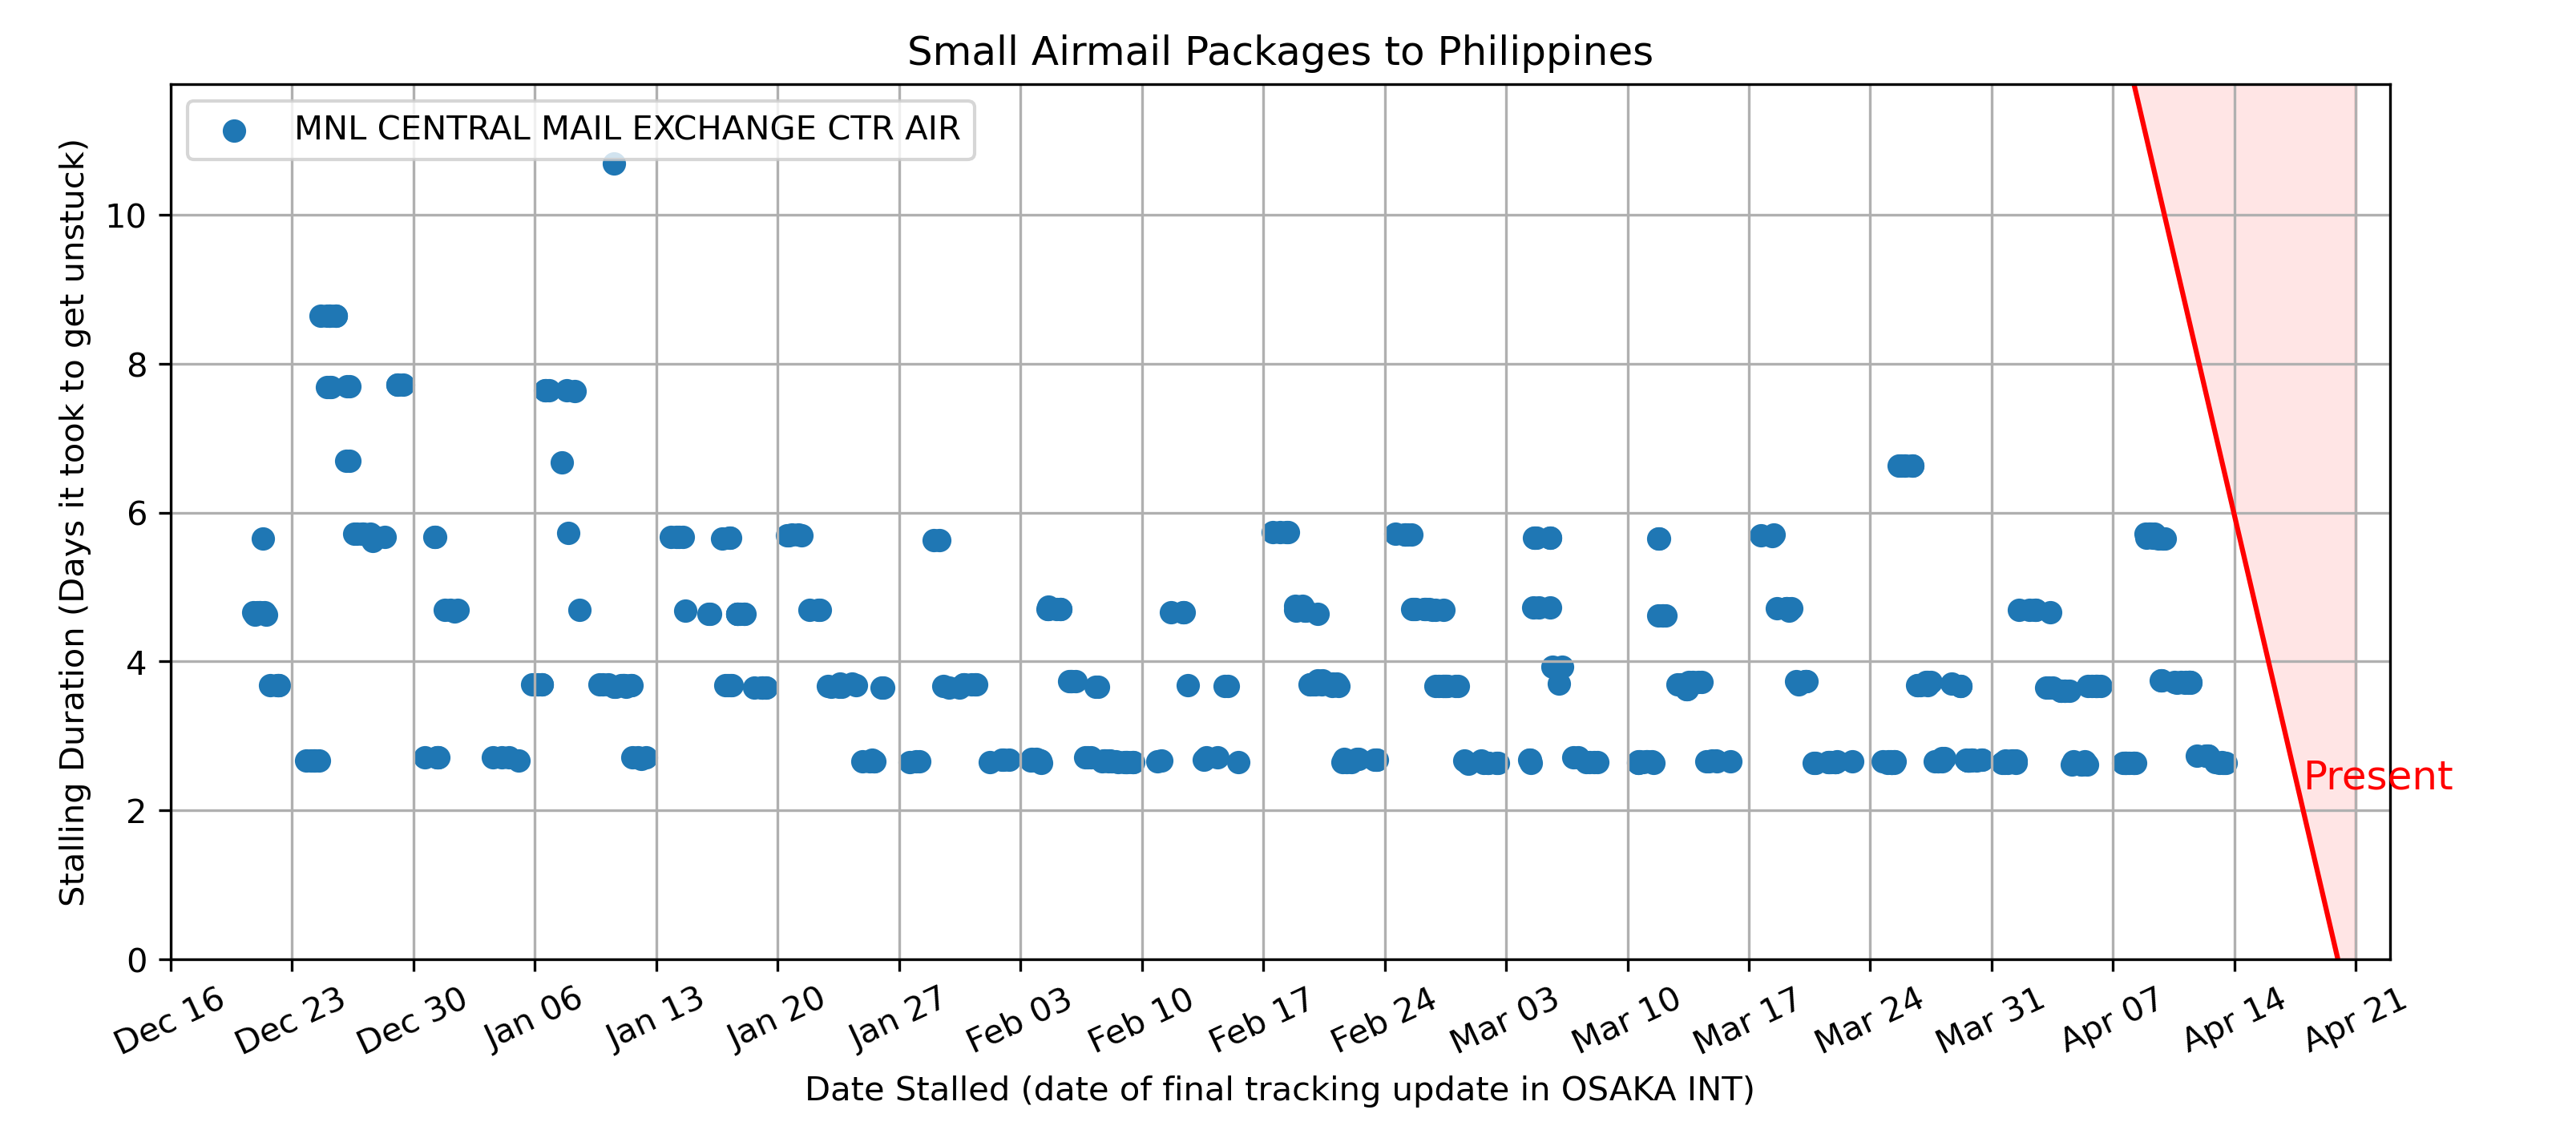 Small Airmail Packages to Philippines
MNL CENTRAL MAIL EXCHANGE CTR AIR
Stalling Duration (Days it took to get unstuck)
10
8
6
4
2
0
Present
Dec 16
Dec 23
Dec 30
Jan 06
Jan 13
Jan 20
Jan 27
Feb 03
Feb 10
Feb 17
Feb 24
Mar 03
Mar 10
Mar 17
Mar 24
Mar 31
Apr 07
Apr 14
Apr 21
Date Stalled (date of final tracking update in OSAKA INT)